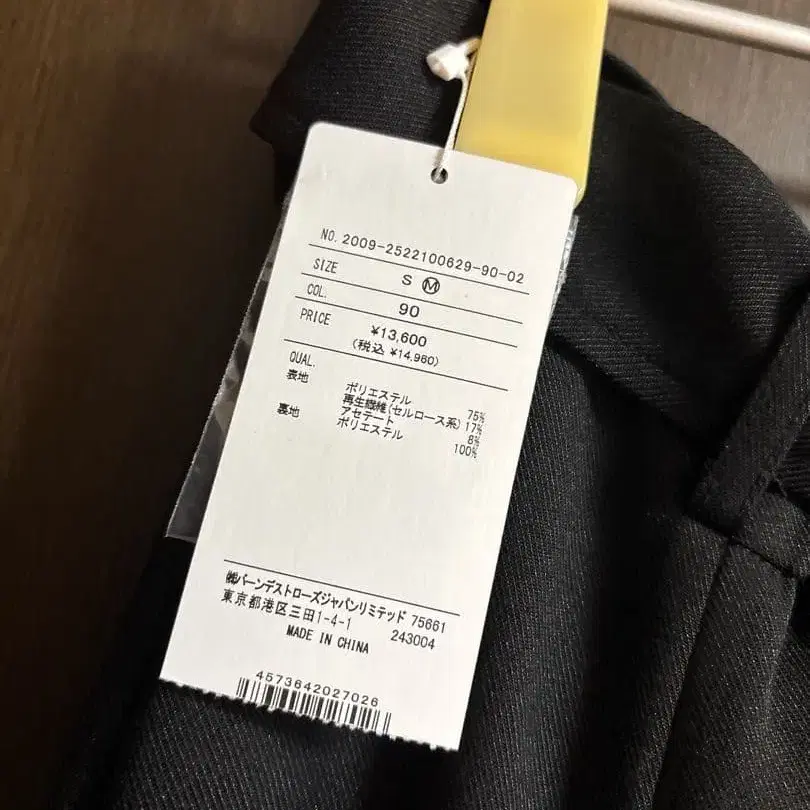 NO. 2009-2522100629-90-02
SIZE S Ⓜ
COL. 90
PRICE ¥13,600
(税込 ¥14,960)
QUAL.
表地 ポリエステル 75%
再生繊維(セルロース系) 17%
アセテート 8%
裏地 ポリエステル 100%
㈱バーンデストローズジャパンリミテッド 75661
東京都港区三田1-4-1 243004
MADE IN CHINA
4573642027026